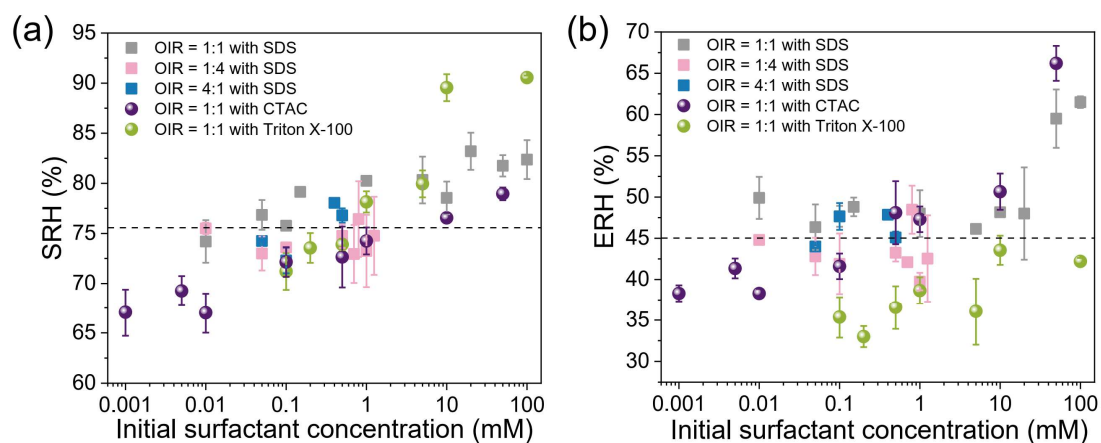 (a)
95
90
85
80
75
70
65
60
SRH (%)
OIR = 1:1 with SDS
OIR = 1:4 with SDS
OIR = 4:1 with SDS
OIR = 1:1 with CTAC
OIR = 1:1 with Triton X-100
0.001 0.01 0.1 1 10 100
Initial surfactant concentration (mM)
(b)
70
65
60
55
50
45
40
35
30
ERH (%)
OIR = 1:1 with SDS
OIR = 1:4 with SDS
OIR = 4:1 with SDS
OIR = 1:1 with CTAC
OIR = 1:1 with Triton X-100
0.001 0.01 0.1 1 10 100
Initial surfactant concentration (mM)